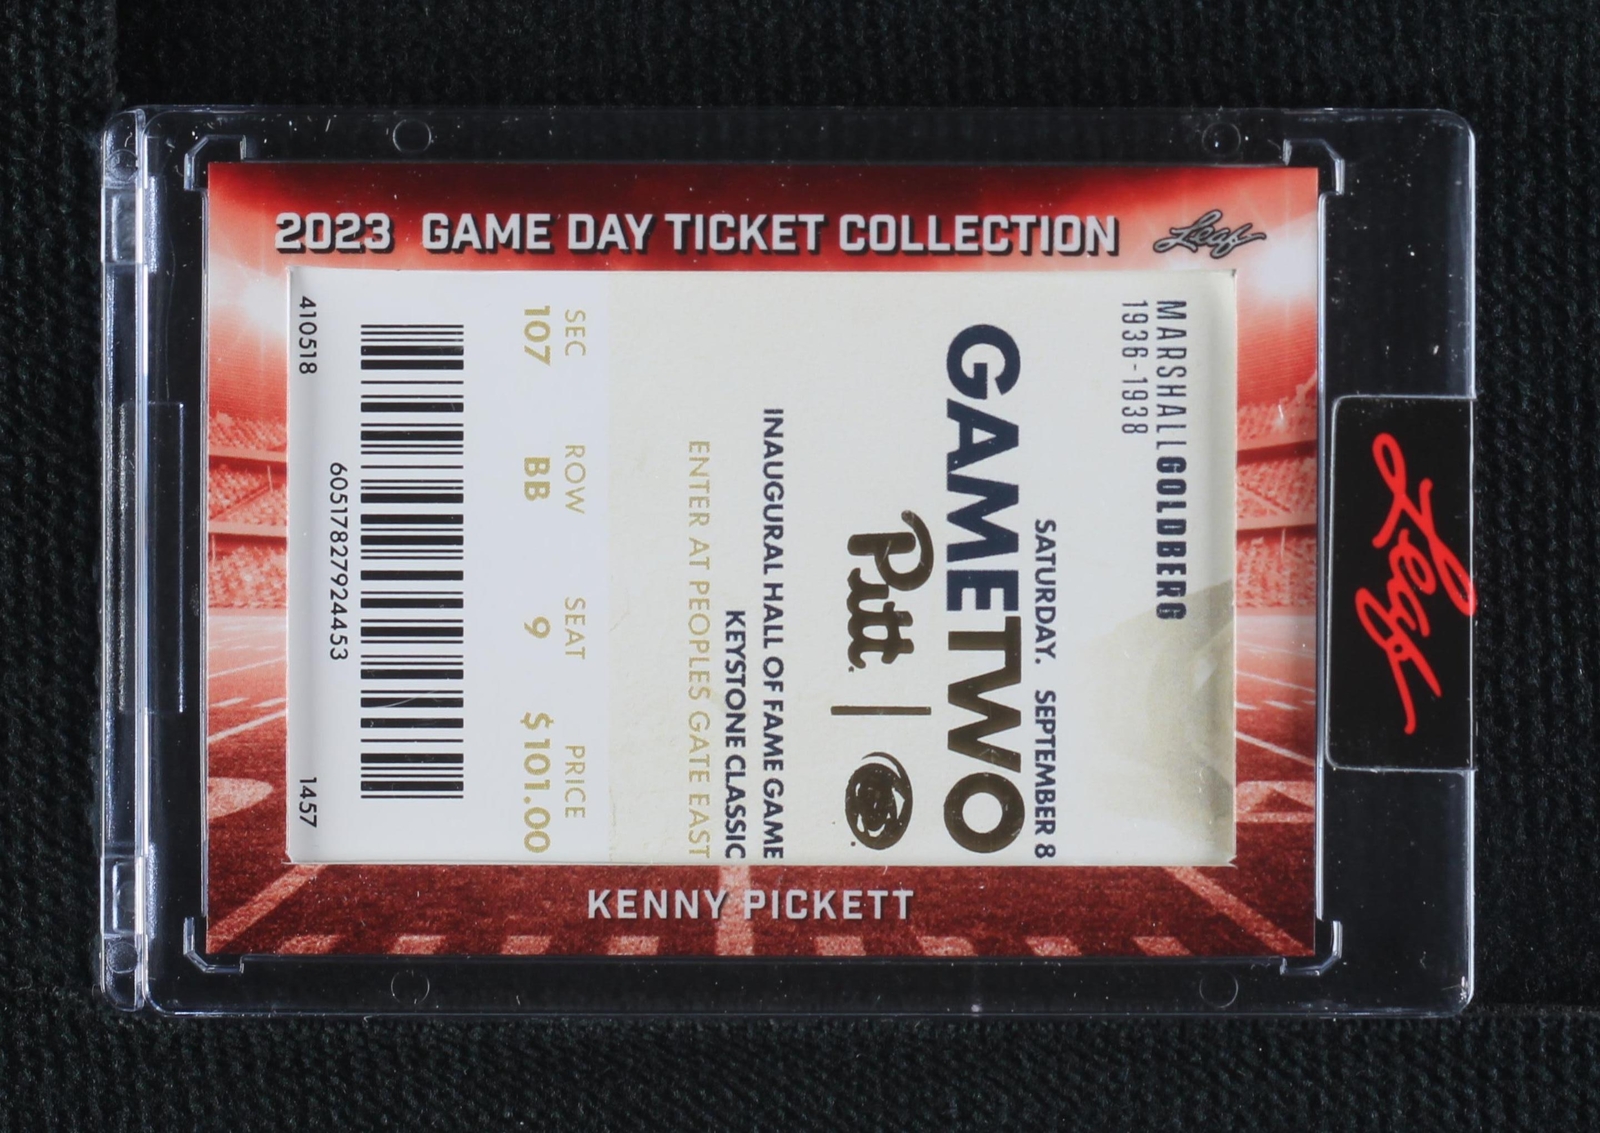 2023 GAME DAY TICKET COLLECTION
Leaf
MARSHALL GOLDBERG
1936-1938
SATURDAY. SEPTEMBER 8
GAMETWO
Pitt
INAUGURAL HALL OF FAME GAME
KEYSTONE CLASSIC
ENTER AT PEOPLES GATE EAST
SEC ROW SEAT PRICE
107 BB 9 $101.00
605178279244453
410518 1457
KENNY PICKETT
Leaf